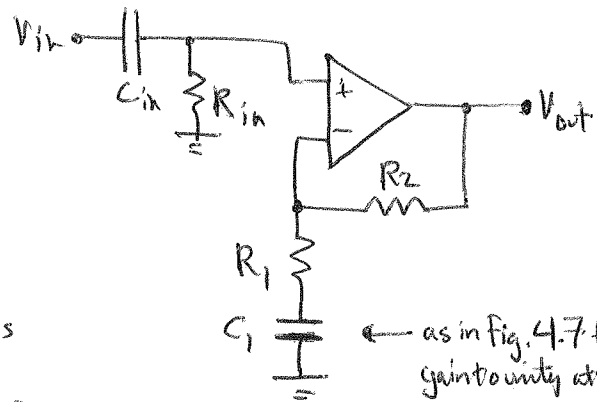 Vin
Cin
Rin
+
−
Vout
R2
R1
C1
s
← as in Fig. 4.7
gain to unity at